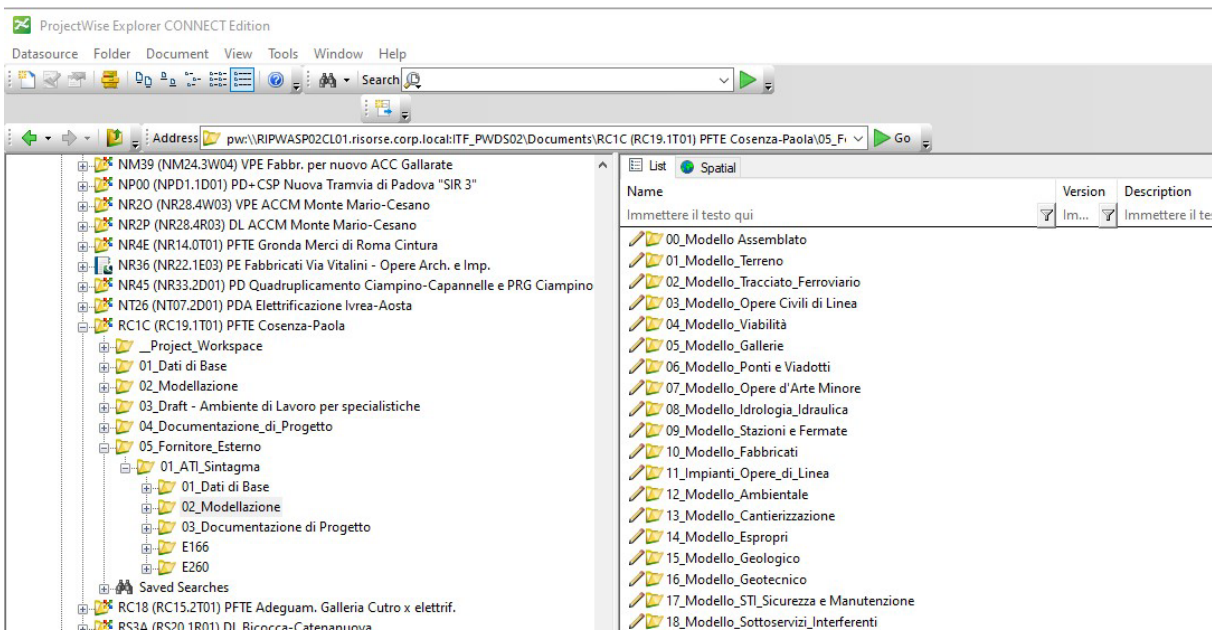 ProjectWise Explorer CONNECT Edition
Datasource Folder Document View Tools Window Help
Search
Address pw:\\RIPWASP02CL01.risorse.corp.local:ITF_PWDS02\Documents\RC1C (RC19.1T01) PFTE Cosenza-Paola\05_Fo Go
NM39 (NM24.3W04) VPE Fabbr. per nuovo ACC Gallarate
NP00 (NPD1.1D01) PD+CSP Nuova Tramvia di Padova "SIR 3"
NR2O (NR28.4W03) VPE ACCM Monte Mario-Cesano
NR2P (NR28.4R03) DL ACCM Monte Mario-Cesano
NR4E (NR14.0T01) PFTE Gronda Merci di Roma Cintura
NR36 (NR22.1E03) PE Fabbricati Via Vitalini - Opere Arch. e Imp.
NR45 (NR33.2D01) PD Quadruplicamento Ciampino-Capannelle e PRG Ciampino
NT26 (NT07.2D01) PDA Elettrificazione Ivrea-Aosta
RC1C (RC19.1T01) PFTE Cosenza-Paola
__Project_Workspace
01_Dati di Base
02_Modellazione
03_Draft - Ambiente di Lavoro per specialistiche
04_Documentazione_di_Progetto
05_Fornitore_Esterno
01_ATI_Sintagma
01_Dati di Base
02_Modellazione
03_Documentazione di Progetto
E166
E260
Saved Searches
RC18 (RC15.2T01) PFTE Adeguam. Galleria Cutro x elettrif.
RS3A (RS20.1R01) DL Bicocca-Catenanuova
List Spatial
Name Version Description
Immettere il testo qui Im... Immettere il te
00_Modello Assemblato
01_Modello_Terreno
02_Modello_Tracciato_Ferroviario
03_Modello_Opere Civili di Linea
04_Modello_Viabilità
05_Modello_Gallerie
06_Modello_Ponti e Viadotti
07_Modello_Opere d'Arte Minore
08_Modello_Idrologia_Idraulica
09_Modello_Stazioni e Fermate
10_Modello_Fabbricati
11_Impianti_Opere_di_Linea
12_Modello_Ambientale
13_Modello_Cantierizzazione
14_Modello_Espropri
15_Modello_Geologico
16_Modello_Geotecnico
17_Modello_STI_Sicurezza e Manutenzione
18_Modello_Sottoservizi_Interferenti